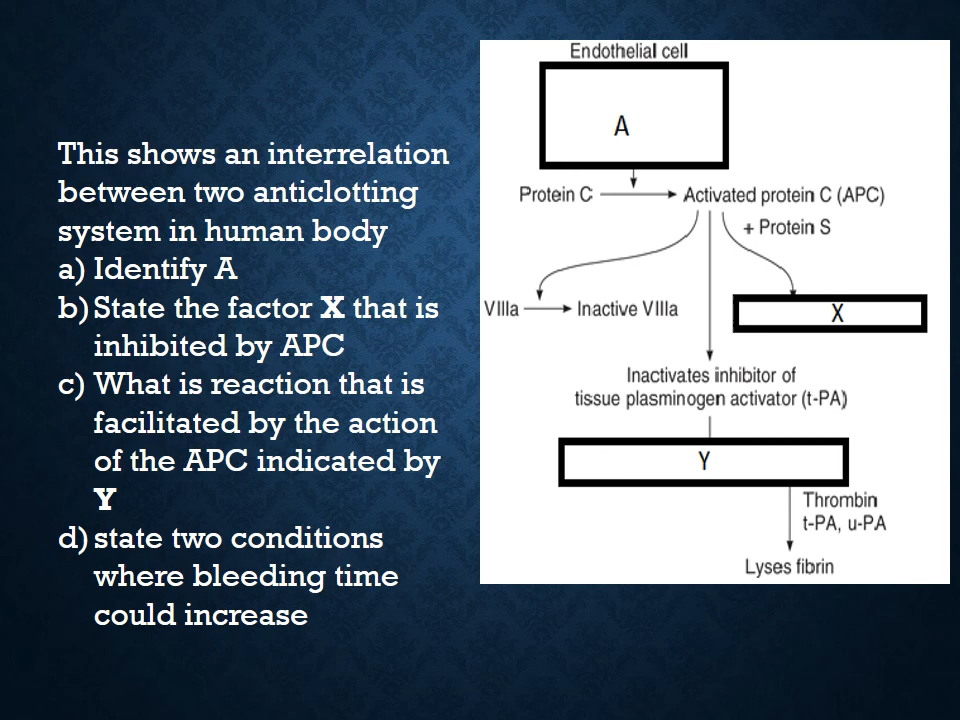 This shows an interrelation
between two anticlotting
system in human body
a) Identify A
b) State the factor X that is
inhibited by APC
c) What is reaction that is
facilitated by the action
of the APC indicated by
Y
d) state two conditions
where bleeding time
could increase
Endothelial cell
A
Protein C
Activated protein C (APC)
+ Protein S
VIIIa
Inactive VIIIa
X
Inactivates inhibitor of
tissue plasminogen activator (t-PA)
Y
Thrombin
t-PA, u-PA
Lyses fibrin